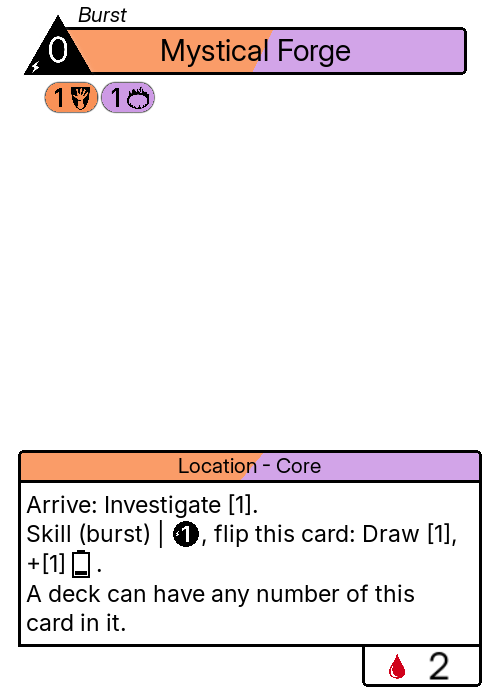 Burst
0 Mystical Forge
1 1
Location - Core
Arrive: Investigate [1].
Skill (burst) | 1, flip this card: Draw [1],
+[1] .
A deck can have any number of this
card in it.
2